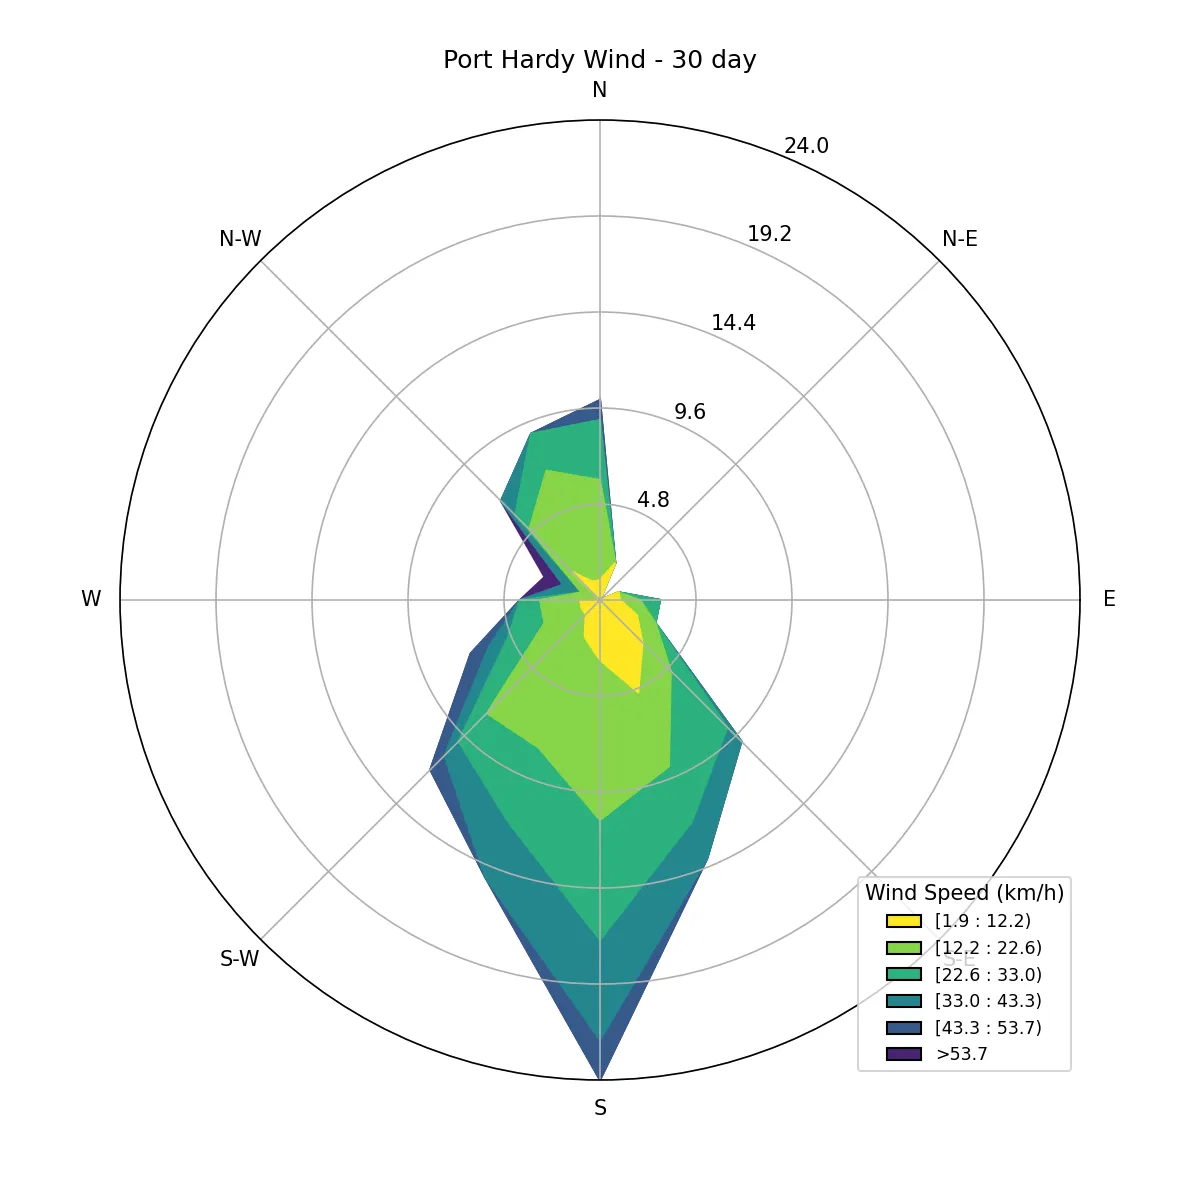 Port Hardy Wind - 30 day
N
24.0
N-W
19.2
N-E
14.4
9.6
4.8
W
E
Wind Speed (km/h)
[1.9 : 12.2)
[12.2 : 22.6)
S-W
S-E
[22.6 : 33.0)
[33.0 : 43.3)
[43.3 : 53.7)
>53.7
S